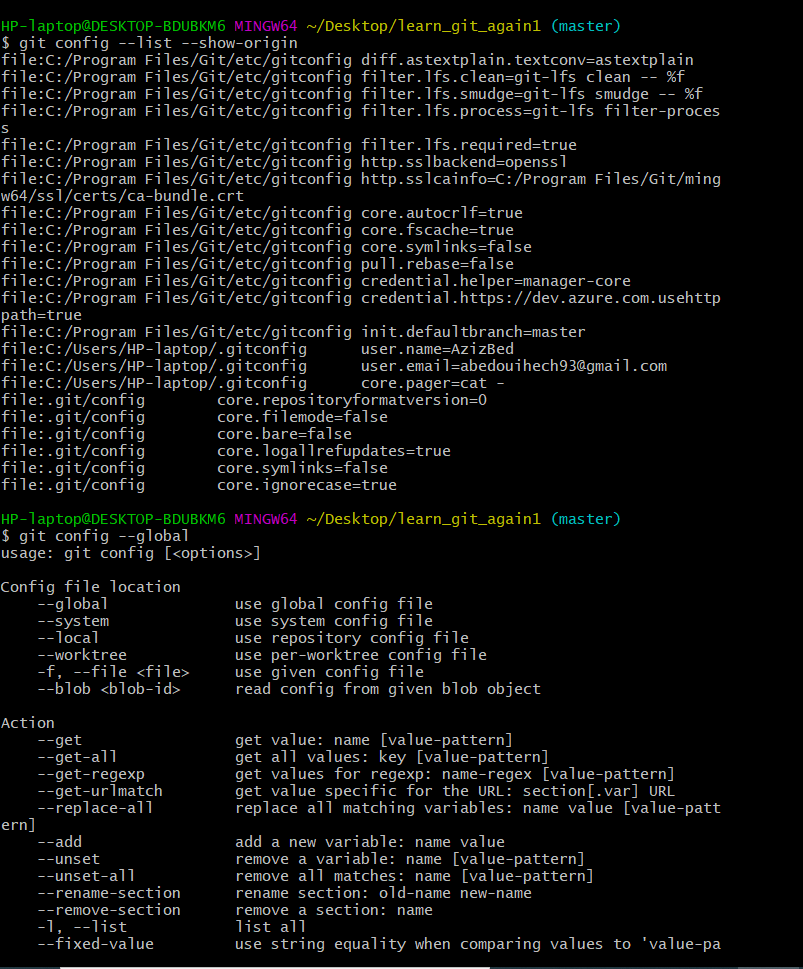 HP-laptop@DESKTOP-BDUBKM6 MINGW64 ~/Desktop/learn_git_again1 (master)
$ git config --list --show-origin
file:C:/Program Files/Git/etc/gitconfig diff.astextplain.textconv=astextplain
file:C:/Program Files/Git/etc/gitconfig filter.lfs.clean=git-lfs clean -- %f
file:C:/Program Files/Git/etc/gitconfig filter.lfs.smudge=git-lfs smudge -- %f
file:C:/Program Files/Git/etc/gitconfig filter.lfs.process=git-lfs filter-proces
s
file:C:/Program Files/Git/etc/gitconfig filter.lfs.required=true
file:C:/Program Files/Git/etc/gitconfig http.sslbackend=openssl
file:C:/Program Files/Git/etc/gitconfig http.sslcainfo=C:/Program Files/Git/ming
w64/ssl/certs/ca-bundle.crt
file:C:/Program Files/Git/etc/gitconfig core.autocrlf=true
file:C:/Program Files/Git/etc/gitconfig core.fscache=true
file:C:/Program Files/Git/etc/gitconfig core.symlinks=false
file:C:/Program Files/Git/etc/gitconfig pull.rebase=false
file:C:/Program Files/Git/etc/gitconfig credential.helper=manager-core
file:C:/Program Files/Git/etc/gitconfig credential.https://dev.azure.com.usehttp
path=true
file:C:/Program Files/Git/etc/gitconfig init.defaultbranch=master
file:C:/Users/HP-laptop/.gitconfig      user.name=AzizBed
file:C:/Users/HP-laptop/.gitconfig      user.email=abedouihech93@gmail.com
file:C:/Users/HP-laptop/.gitconfig      core.pager=cat -
file:.git/config        core.repositoryformatversion=0
file:.git/config        core.filemode=false
file:.git/config        core.bare=false
file:.git/config        core.logallrefupdates=true
file:.git/config        core.symlinks=false
file:.git/config        core.ignorecase=true
HP-laptop@DESKTOP-BDUBKM6 MINGW64 ~/Desktop/learn_git_again1 (master)
$ git config --global
usage: git config [<options>]
Config file location
    --global              use global config file
    --system              use system config file
    --local               use repository config file
    --worktree            use per-worktree config file
    -f, --file <file>     use given config file
    --blob <blob-id>      read config from given blob object
Action
    --get                 get value: name [value-pattern]
    --get-all             get all values: key [value-pattern]
    --get-regexp          get values for regexp: name-regex [value-pattern]
    --get-urlmatch        get value specific for the URL: section[.var] URL
    --replace-all         replace all matching variables: name value [value-patt
ern]
    --add                 add a new variable: name value
    --unset               remove a variable: name [value-pattern]
    --unset-all           remove all matches: name [value-pattern]
    --rename-section      rename section: old-name new-name
    --remove-section      remove a section: name
    -l, --list            list all
    --fixed-value         use string equality when comparing values to 'value-pa